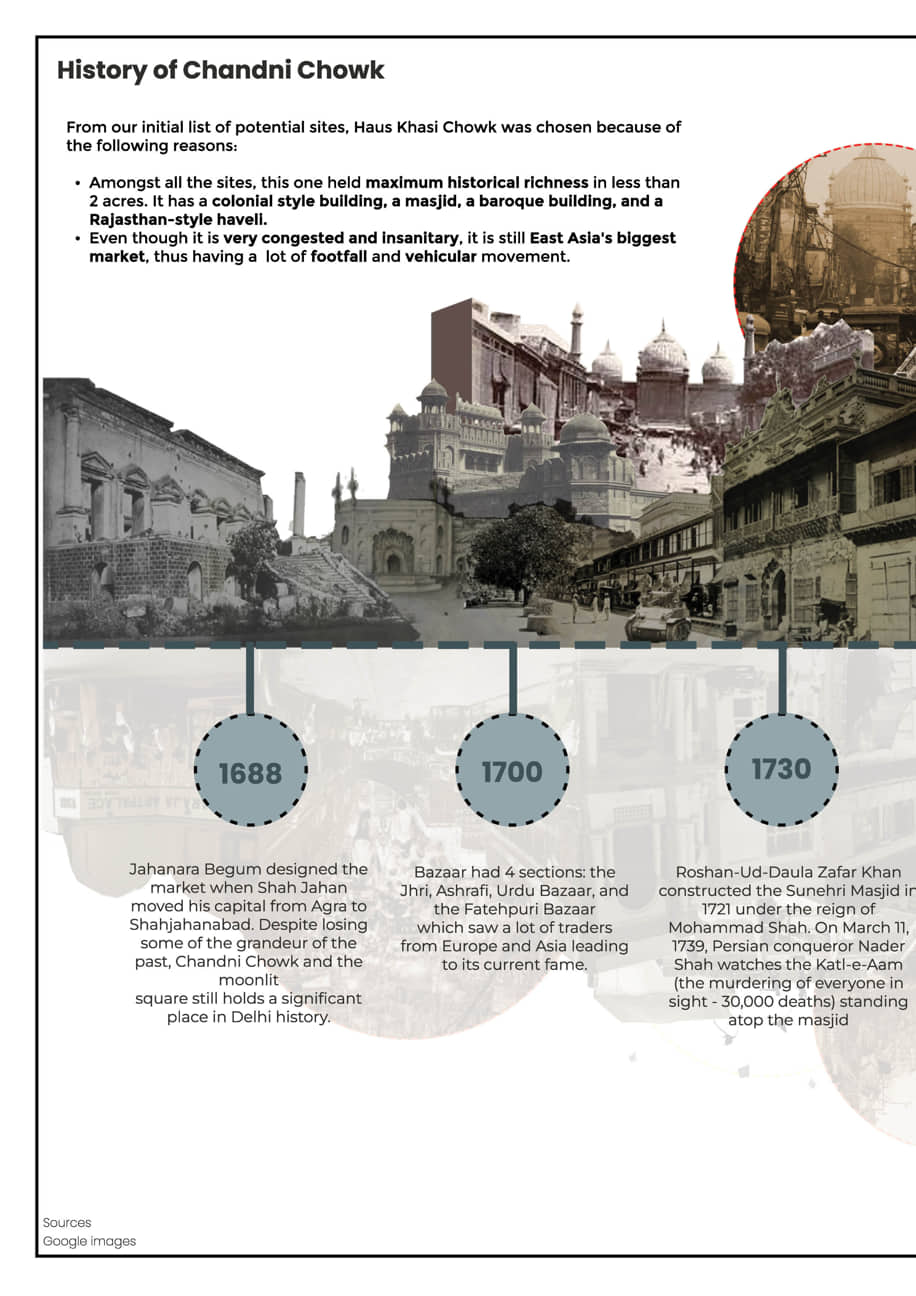 History of Chandni Chowk
From our initial list of potential sites, Haus Khasi Chowk was chosen because of
the following reasons:
• Amongst all the sites, this one held maximum historical richness in less than
2 acres. It has a colonial style building, a masjid, a baroque building, and a
Rajasthan-style haveli.
• Even though it is very congested and insanitary, it is still East Asia's biggest
market, thus having a lot of footfall and vehicular movement.
1688
Jahanara Begum designed the
market when Shah Jahan
moved his capital from Agra to
Shahjahanabad. Despite losing
some of the grandeur of the
past, Chandni Chowk and the
moonlit
square still holds a significant
place in Delhi history.
1700
Bazaar had 4 sections: the
Jhri, Ashrafi, Urdu Bazaar, and
the Fatehpuri Bazaar
which saw a lot of traders
from Europe and Asia leading
to its current fame.
1730
Roshan-Ud-Daula Zafar Khan
constructed the Sunehri Masjid in
1721 under the reign of
Mohammad Shah. On March 11,
1739, Persian conqueror Nader
Shah watches the Katl-e-Aam
(the murdering of everyone in
sight - 30,000 deaths) standing
atop the masjid
Sources
Google images